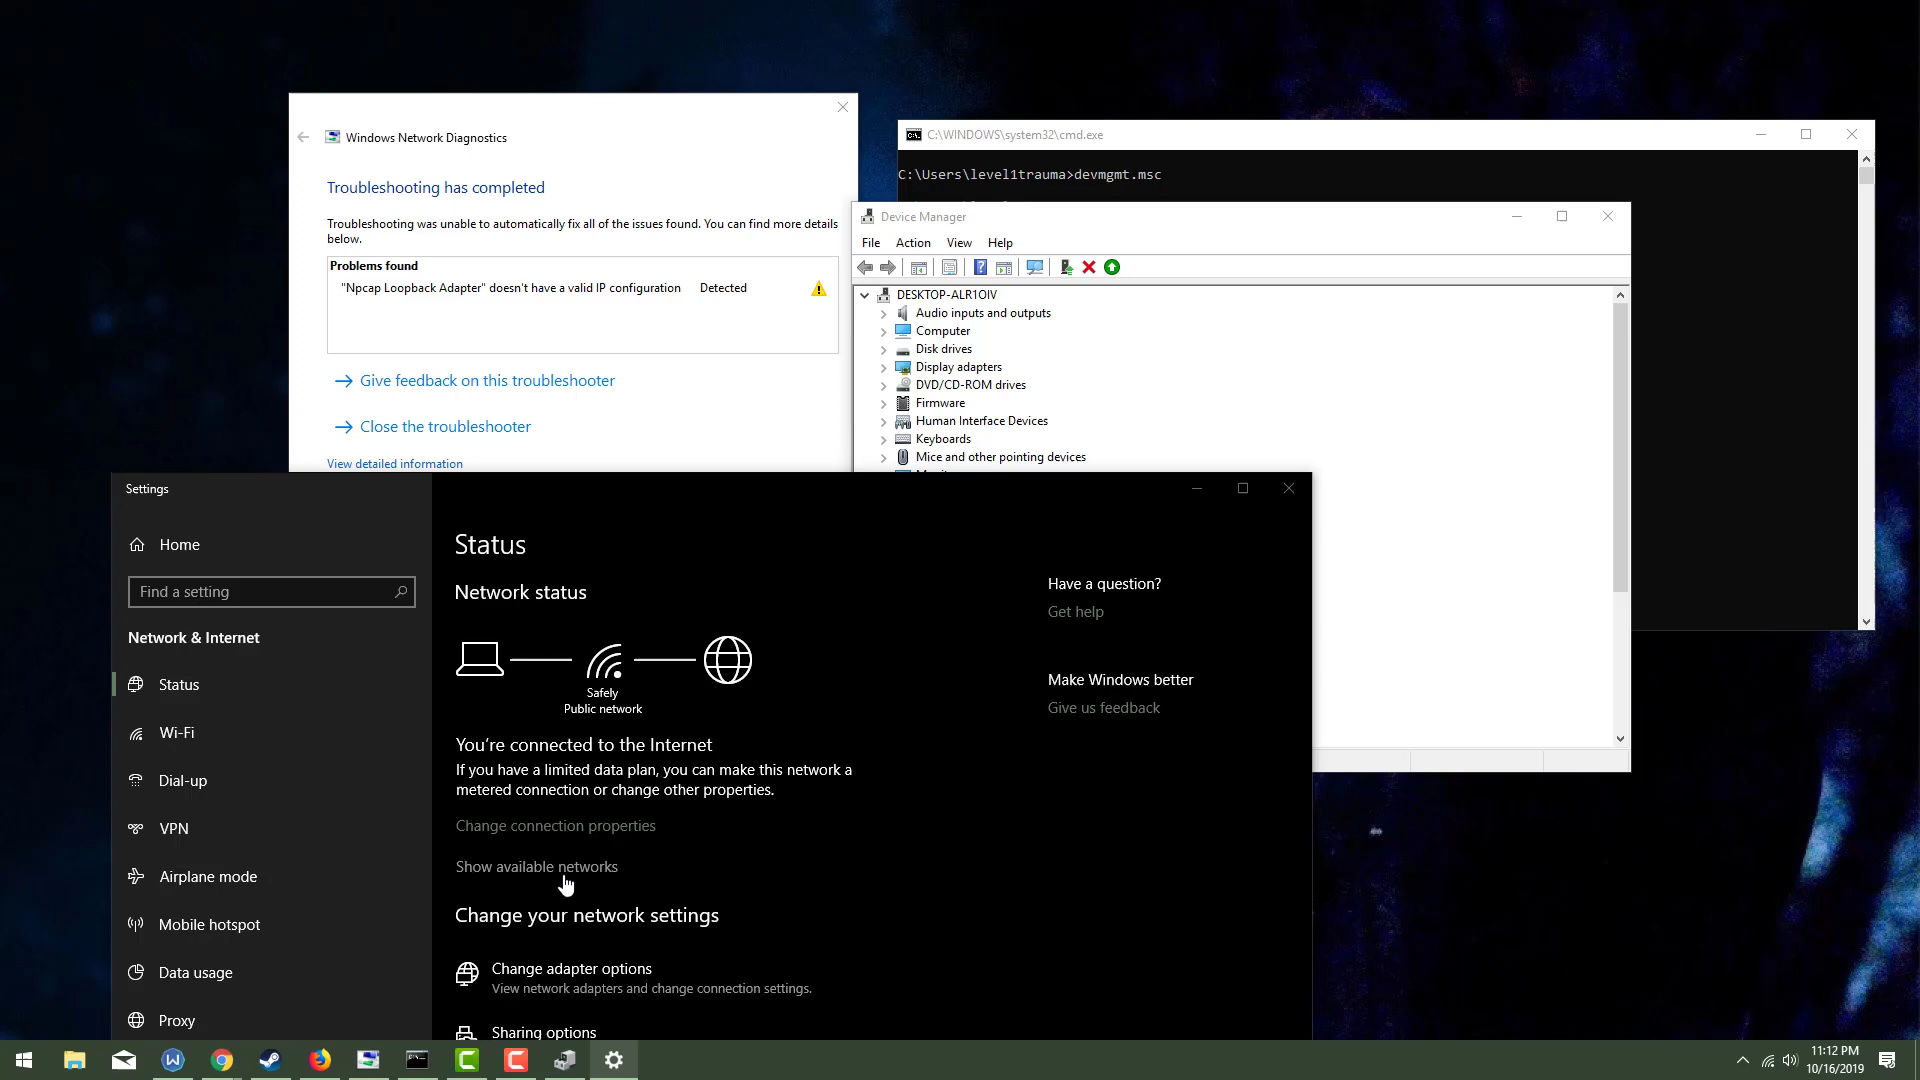 Windows Network Diagnostics
Troubleshooting has completed
Troubleshooting was unable to automatically fix all of the issues found. You can find more details
below.
Problems found
"Npcap Loopback Adapter" doesn't have a valid IP configuration Detected
Give feedback on this troubleshooter
Close the troubleshooter
View detailed information
C:\WINDOWS\system32\cmd.exe
C:\Users\level1trauma>devmgmt.msc
Device Manager
File Action View Help
DESKTOP-ALR1OIV
Audio inputs and outputs
Computer
Disk drives
Display adapters
DVD/CD-ROM drives
Firmware
Human Interface Devices
Keyboards
Mice and other pointing devices
Settings
Home
Find a setting
Network & Internet
Status
Wi-Fi
Dial-up
VPN
Airplane mode
Mobile hotspot
Data usage
Proxy
Status
Network status
Safely
Public network
You're connected to the Internet
If you have a limited data plan, you can make this network a
metered connection or change other properties.
Change connection properties
Show available networks
Change your network settings
Change adapter options
View network adapters and change connection settings.
Sharing options
Have a question?
Get help
Make Windows better
Give us feedback
11:12 PM
10/16/2019